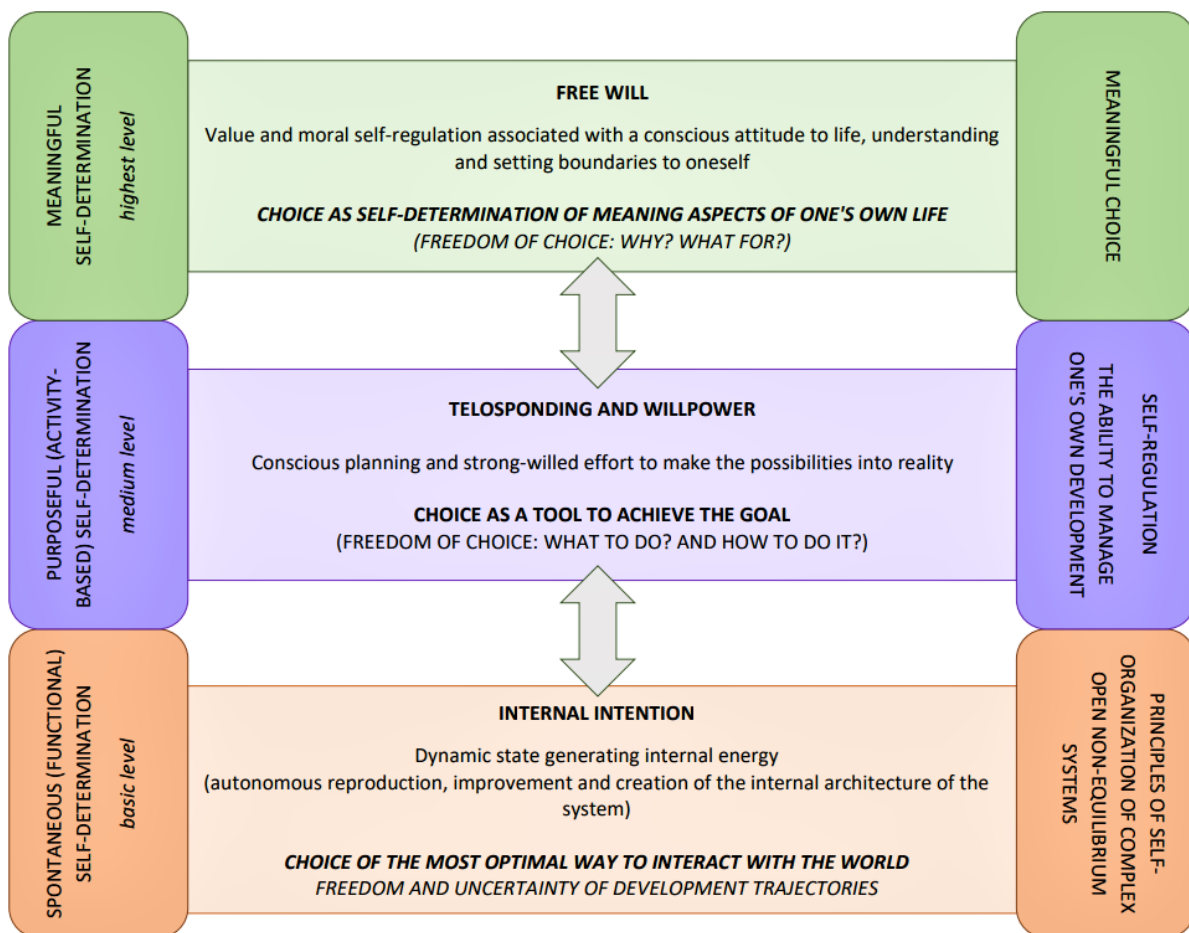 MEANINGFUL
SELF-DETERMINATION
highest level
FREE WILL
Value and moral self-regulation associated with a conscious attitude to life, understanding
and setting boundaries to oneself
CHOICE AS SELF-DETERMINATION OF MEANING ASPECTS OF ONE'S OWN LIFE
(FREEDOM OF CHOICE: WHY? WHAT FOR?)
MEANINGFUL CHOICE
PURPOSEFUL (ACTIVITY-
BASED) SELF-DETERMINATION
medium level
TELOSPONDING AND WILLPOWER
Conscious planning and strong-willed effort to make the possibilities into reality
CHOICE AS A TOOL TO ACHIEVE THE GOAL
(FREEDOM OF CHOICE: WHAT TO DO? AND HOW TO DO IT?)
SELF-REGULATION
THE ABILITY TO MANAGE
ONE'S OWN DEVELOPMENT
SPONTANEOUS (FUNCTIONAL)
SELF-DETERMINATION
basic level
INTERNAL INTENTION
Dynamic state generating internal energy
(autonomous reproduction, improvement and creation of the internal architecture of the
system)
CHOICE OF THE MOST OPTIMAL WAY TO INTERACT WITH THE WORLD
FREEDOM AND UNCERTAINTY OF DEVELOPMENT TRAJECTORIES
PRINCIPLES OF SELF-
ORGANIZATION OF COMPLEX
OPEN NON-EQUILIBRIUM
SYSTEMS